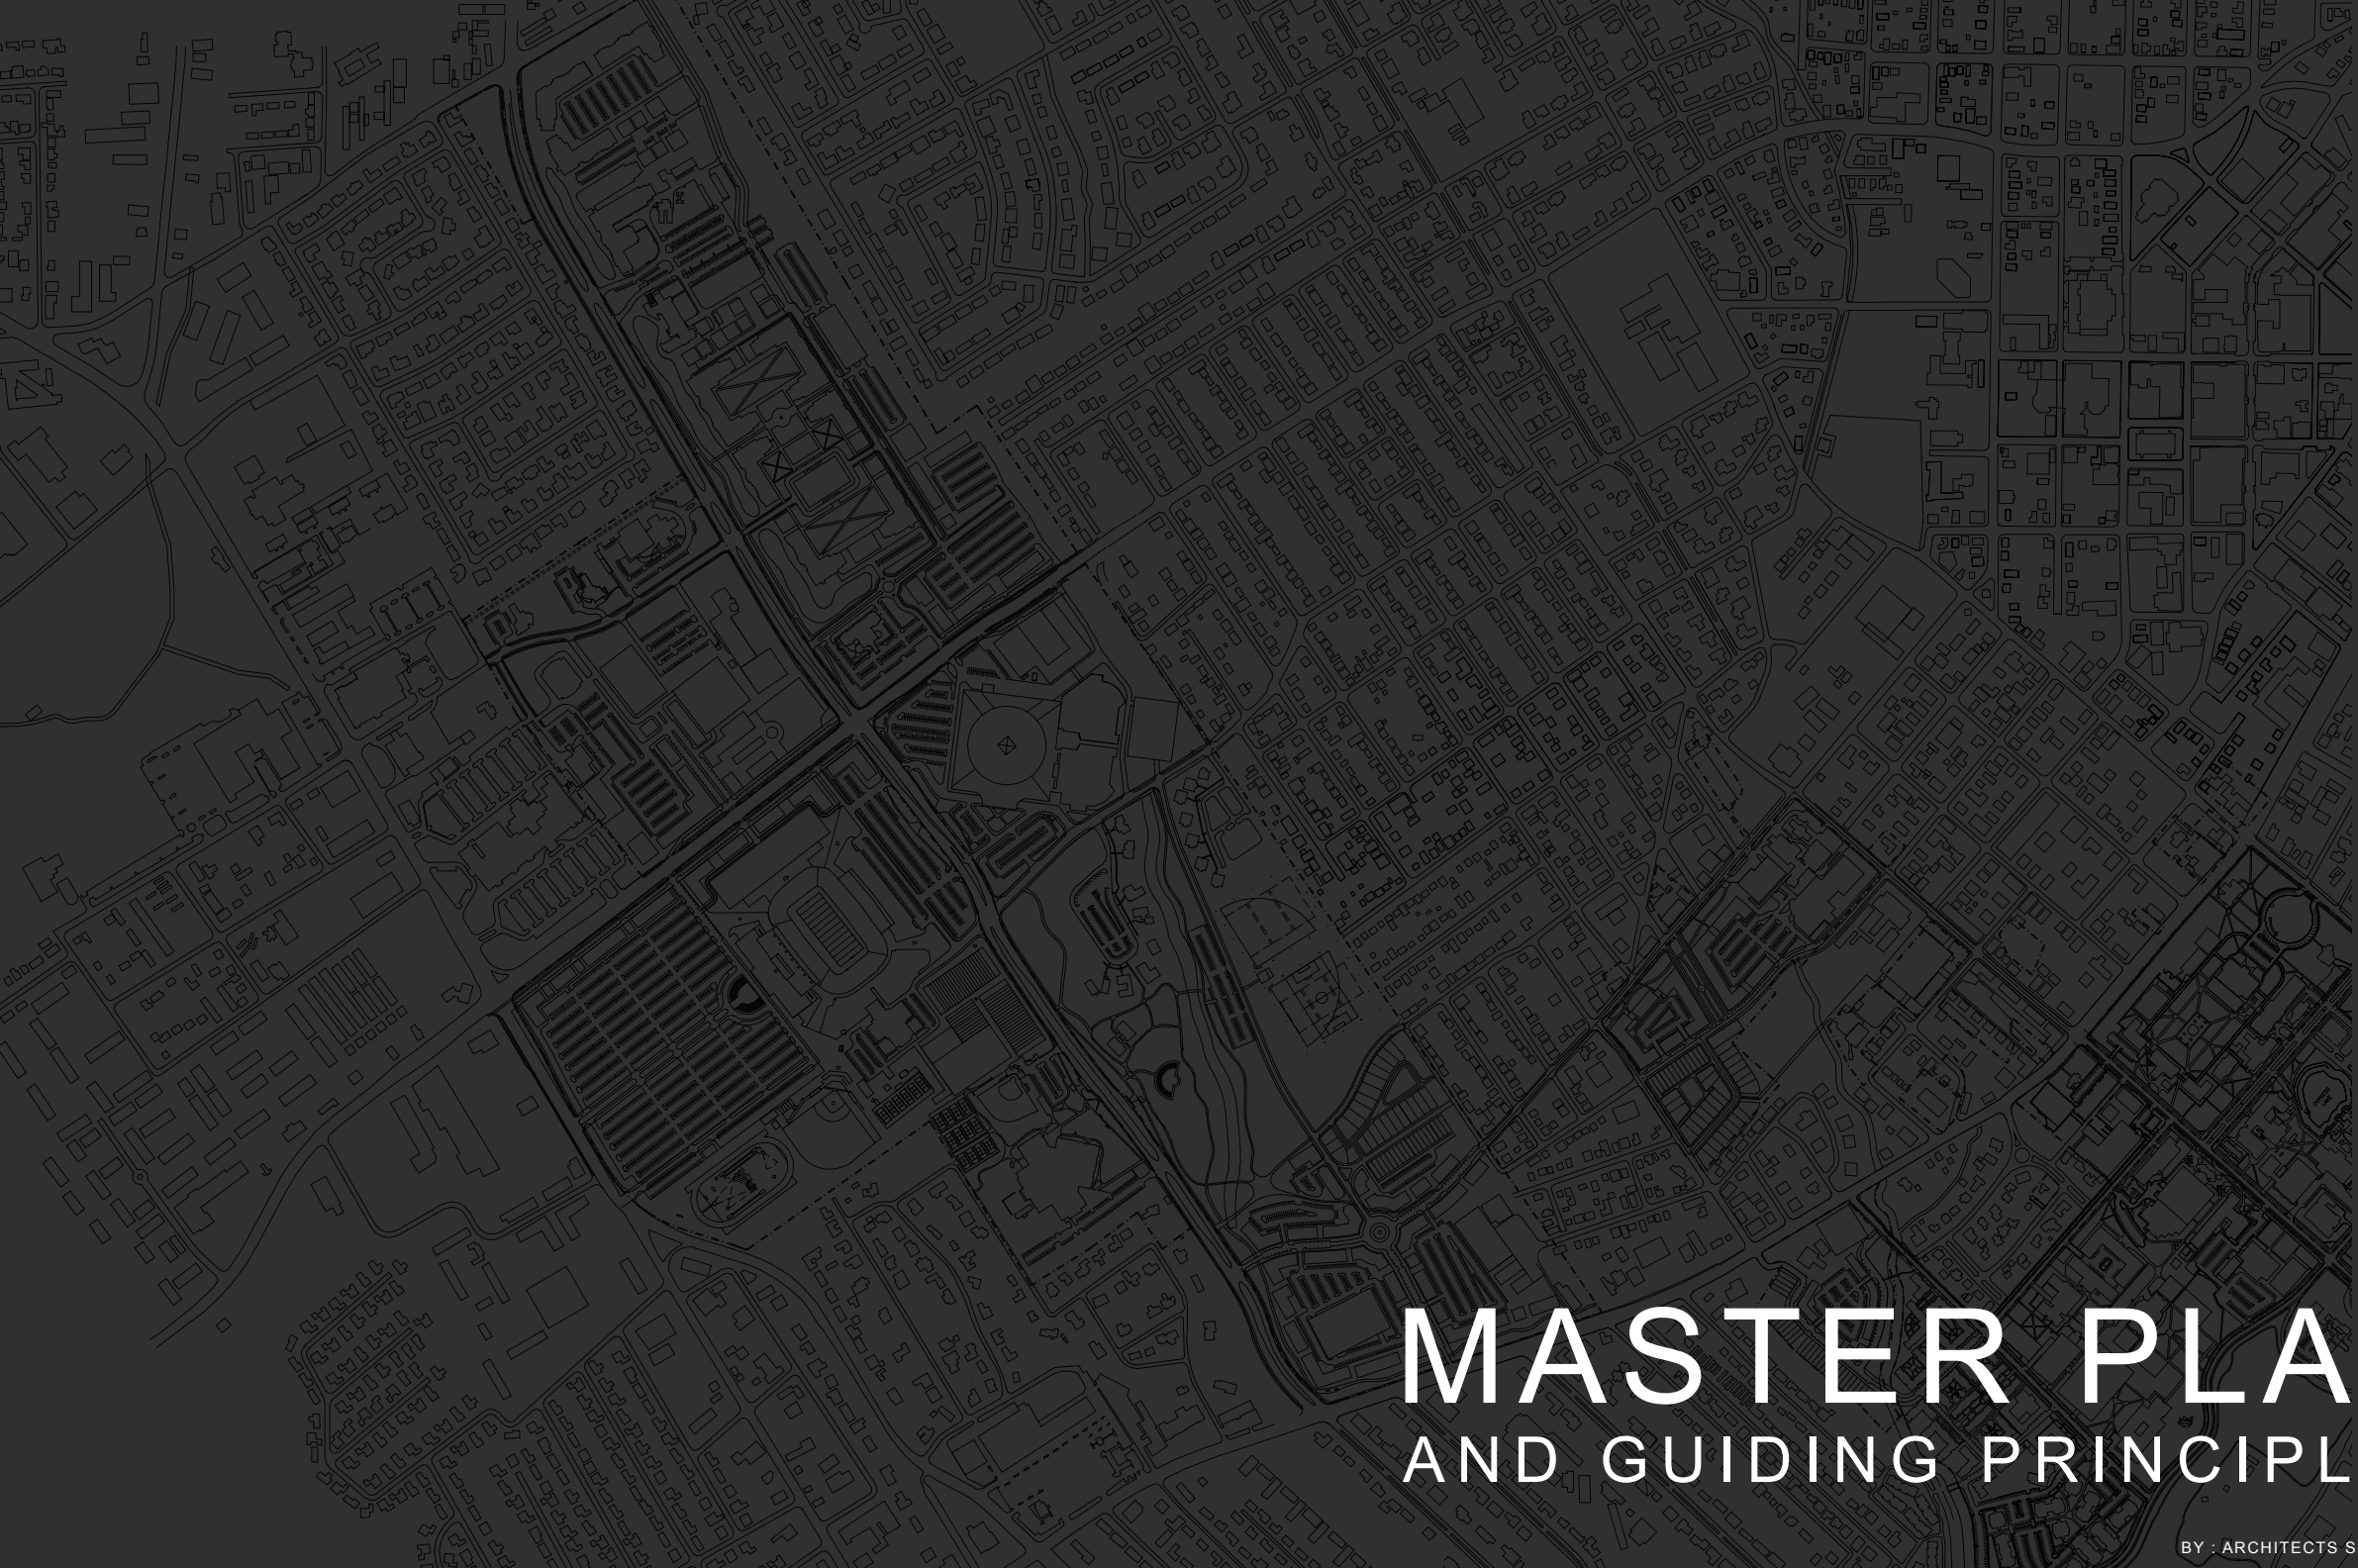 MASTER PLA
AND GUIDING PRINCIPL
BY : ARCHITECTS S